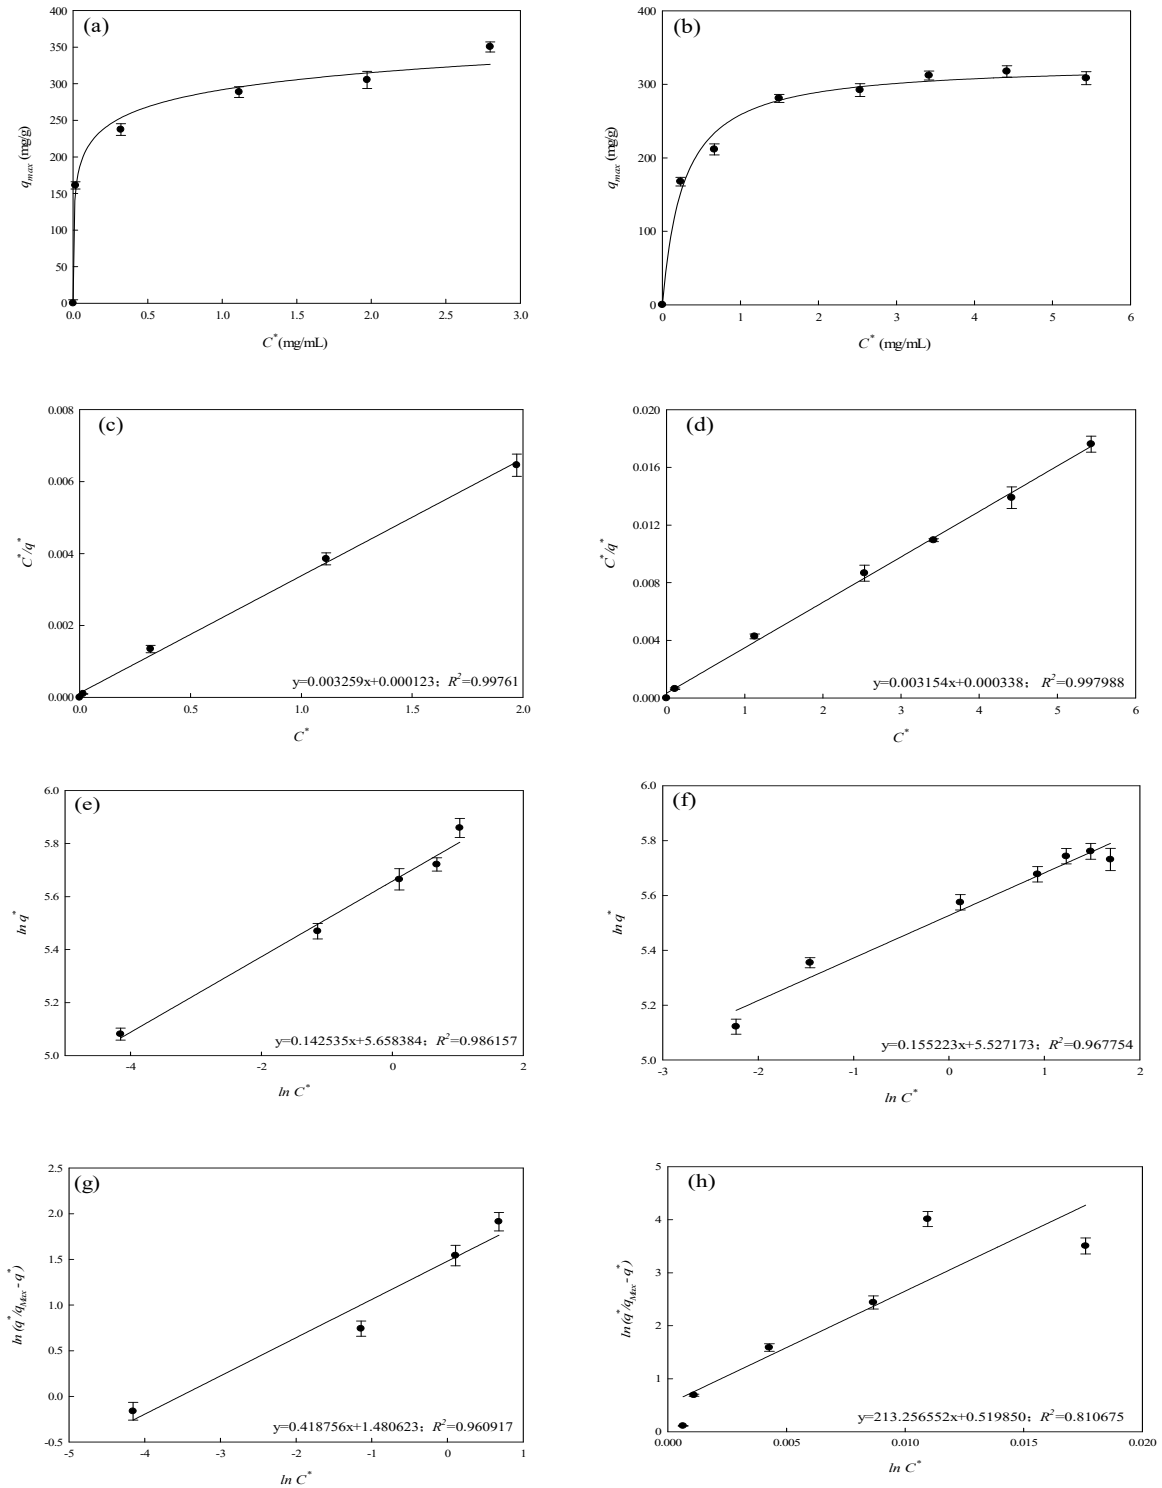 (a)
400
350
300
250
200
150
100
50
0
q_max (mg/g)
0.0 0.5 1.0 1.5 2.0 2.5 3.0
C* (mg/mL)
(b)
400
300
200
100
0
q_max (mg/g)
0 1 2 3 4 5 6
C* (mg/mL)
(c)
0.008
0.006
0.004
0.002
0.000
C*/q*
y=0.003259x+0.000123; R²=0.99761
0.0 0.5 1.0 1.5 2.0
C*
(d)
0.020
0.016
0.012
0.008
0.004
0.000
C*/q*
y=0.003154x+0.000338; R²=0.997988
0 1 2 3 4 5 6
C*
(e)
6.0
5.8
5.6
5.4
5.2
5.0
ln q*
y=0.142535x+5.658384; R²=0.986157
-4 -2 0 2
ln C*
(f)
6.0
5.8
5.6
5.4
5.2
5.0
ln q*
y=0.155223x+5.527173; R²=0.967754
-3 -2 -1 0 1 2
ln C*
(g)
2.5
2.0
1.5
1.0
0.5
0.0
-0.5
ln (q*/q_Max - q*)
y=0.418756x+1.480623; R²=0.960917
-5 -4 -3 -2 -1 0 1
ln C*
(h)
5
4
3
2
1
0
ln (q*/q_Max - q*)
y=213.256552x+0.519850; R²=0.810675
0.000 0.005 0.010 0.015 0.020
ln C*